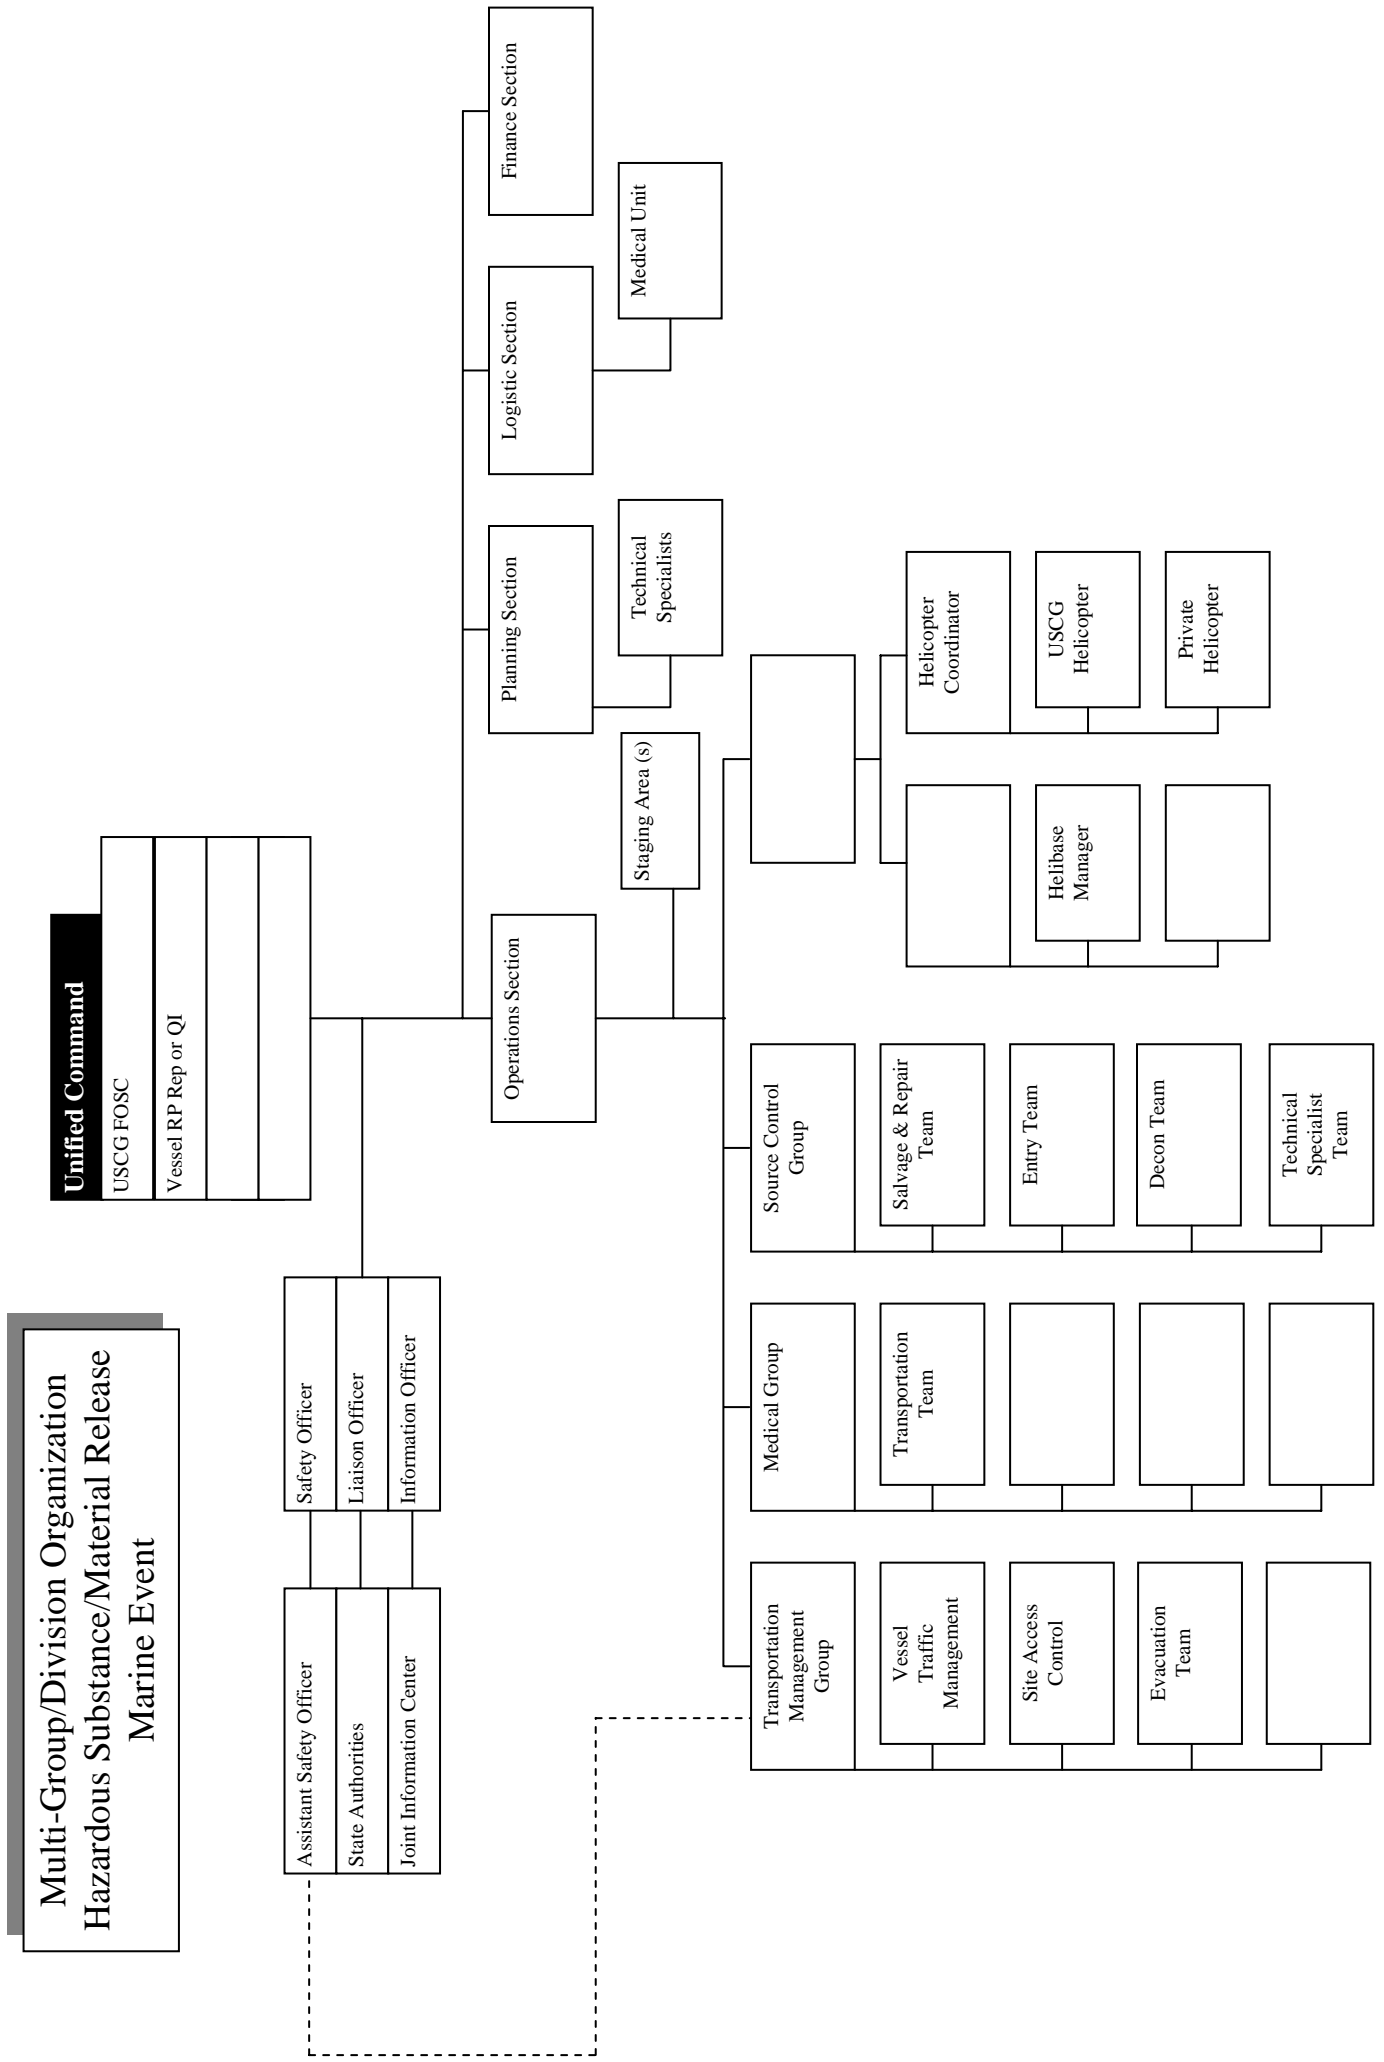 Multi-Group/Division Organization
Hazardous Substance/Material Release
Marine Event
Unified Command
USCG FOSC
Vessel RP Rep or QI
Assistant Safety Officer
State Authorities
Joint Information Center
Safety Officer
Liaison Officer
Information Officer
Operations Section
Planning Section
Logistic Section
Finance Section
Staging Area (s)
Technical
Specialists
Medical Unit
Transportation
Management
Group
Vessel
Traffic
Management
Site Access
Control
Evacuation
Team
Medical Group
Transportation
Team
Source Control
Group
Salvage & Repair
Team
Entry Team
Decon Team
Technical
Specialist
Team
Helibase
Manager
Helicopter
Coordinator
USCG
Helicopter
Private
Helicopter